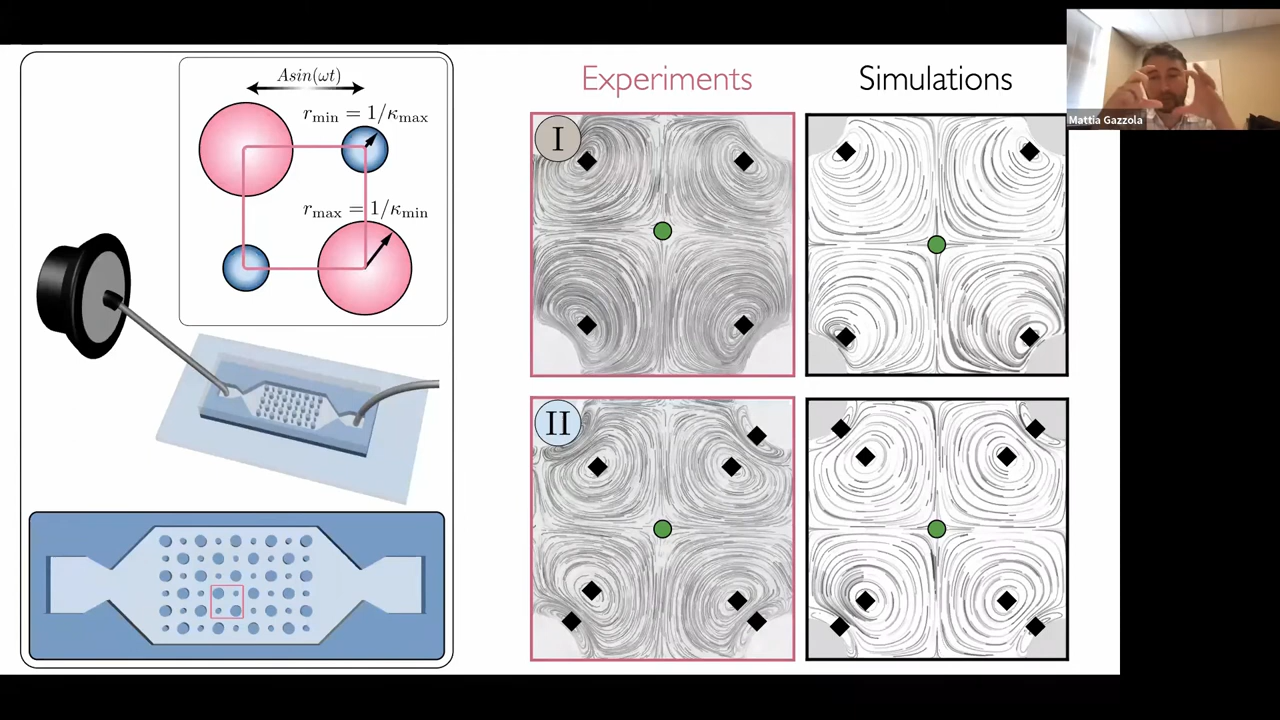 Asin(ωt)
r_min = 1/κ_max
r_max = 1/κ_min
Experiments
Simulations
I
II
Mattia Gazzola